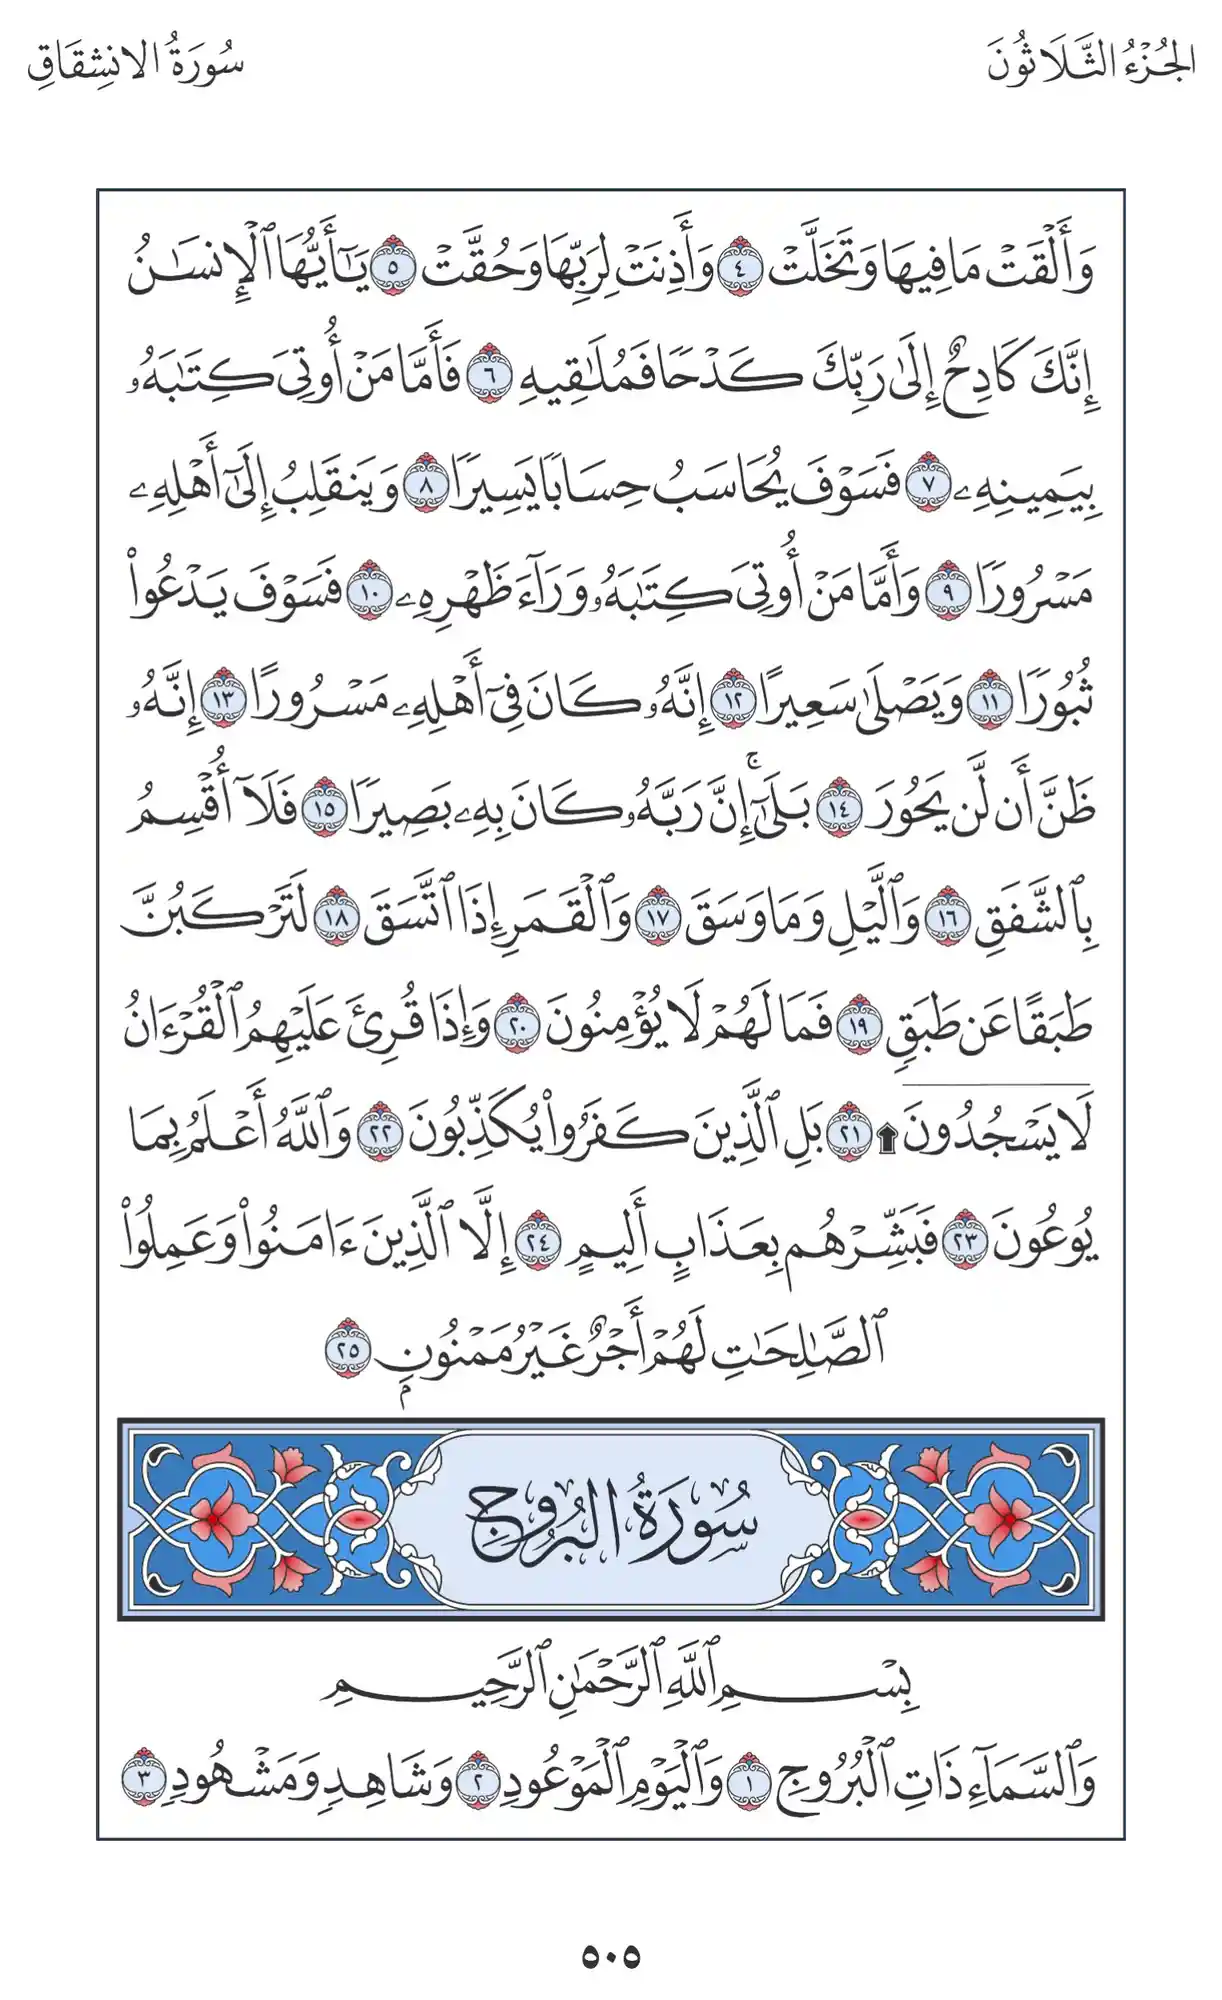 الجُزْءُ الثَّلَاثُونَ
سُورَةُ الانشِقَاقِ
وَأَلْقَتْ مَا فِيهَا وَتَخَلَّتْ ٤ وَأَذِنَتْ لِرَبِّهَا وَحُقَّتْ ٥ يَـٰٓأَيُّهَا ٱلْإِنسَـٰنُ
إِنَّكَ كَادِحٌ إِلَىٰ رَبِّكَ كَدْحًا فَمُلَـٰقِيهِ ٦ فَأَمَّا مَنْ أُوتِىَ كِتَـٰبَهُۥ
بِيَمِينِهِۦ ٧ فَسَوْفَ يُحَاسَبُ حِسَابًا يَسِيرًا ٨ وَيَنقَلِبُ إِلَىٰٓ أَهْلِهِۦ
مَسْرُورًا ٩ وَأَمَّا مَنْ أُوتِىَ كِتَـٰبَهُۥ وَرَآءَ ظَهْرِهِۦ ١٠ فَسَوْفَ يَدْعُوا۟
ثُبُورًا ١١ وَيَصْلَىٰ سَعِيرًا ١٢ إِنَّهُۥ كَانَ فِىٓ أَهْلِهِۦ مَسْرُورًا ١٣ إِنَّهُۥ
ظَنَّ أَن لَّن يَحُورَ ١٤ بَلَىٰٓ ۚ إِنَّ رَبَّهُۥ كَانَ بِهِۦ بَصِيرًا ١٥ فَلَآ أُقْسِمُ
بِٱلشَّفَقِ ١٦ وَٱلَّيْلِ وَمَا وَسَقَ ١٧ وَٱلْقَمَرِ إِذَا ٱتَّسَقَ ١٨ لَتَرْكَبُنَّ
طَبَقًا عَن طَبَقٍ ١٩ فَمَا لَهُمْ لَا يُؤْمِنُونَ ٢٠ وَإِذَا قُرِئَ عَلَيْهِمُ ٱلْقُرْءَانُ
لَا يَسْجُدُونَ ۩ ٢١ بَلِ ٱلَّذِينَ كَفَرُوا۟ يُكَذِّبُونَ ٢٢ وَٱللَّهُ أَعْلَمُ بِمَا
يُوعُونَ ٢٣ فَبَشِّرْهُم بِعَذَابٍ أَلِيمٍ ٢٤ إِلَّا ٱلَّذِينَ ءَامَنُوا۟ وَعَمِلُوا۟
ٱلصَّـٰلِحَـٰتِ لَهُمْ أَجْرٌ غَيْرُ مَمْنُونٍۭ ٢٥
سُورَةُ البُرُوجِ
بِسْمِ ٱللَّهِ ٱلرَّحْمَـٰنِ ٱلرَّحِيمِ
وَٱلسَّمَآءِ ذَاتِ ٱلْبُرُوجِ ١ وَٱلْيَوْمِ ٱلْمَوْعُودِ ٢ وَشَاهِدٍ وَمَشْهُودٍ ٣
٥٠٥